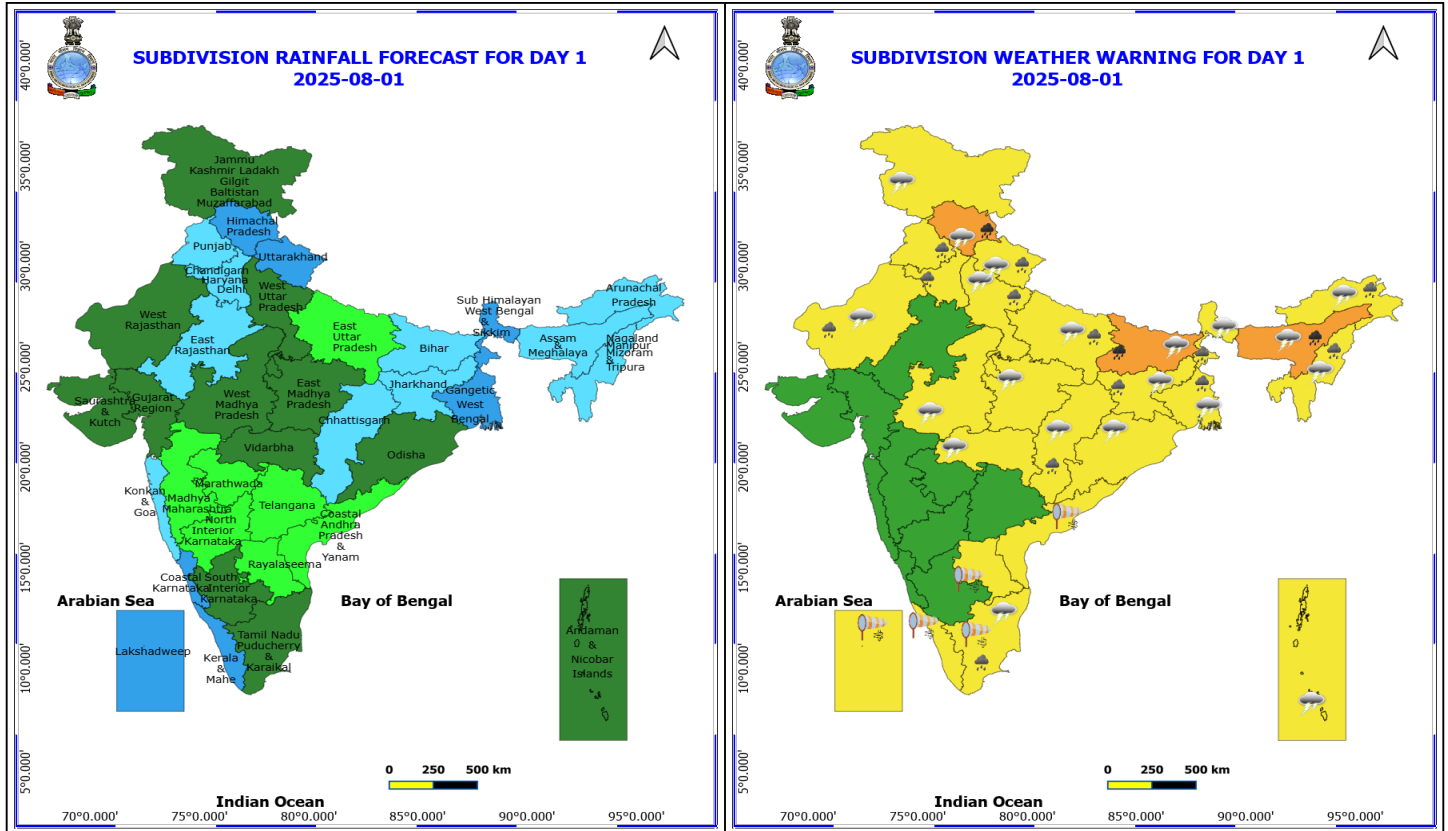 SUBDIVISION RAINFALL FORECAST FOR DAY 1
2025-08-01
40°0.000'
35°0.000'
30°0.000'
25°0.000'
20°0.000'
15°0.000'
10°0.000'
5°0.000'
Jammu
Kashmir Ladakh
Gilgit
Baltistan
Muzaffarabad
Himachal
Pradesh
Punjab
Uttarakhand
Chandigarh
Haryana
Delhi
West
Uttar
Pradesh
West
Rajasthan
East
Rajasthan
East
Uttar
Pradesh
Sub Himalayan
West Bengal
&
Sikkim
Arunachal
Pradesh
Assam
&
Meghalaya
Nagaland
Manipur
Mizoram
&
Tripura
Bihar
Jharkhand
Gangetic
West
Bengal
Saurashtra
&
Kutch
Gujarat
Region
West
Madhya
Pradesh
East
Madhya
Pradesh
Chhattisgarh
Vidarbha
Odisha
Konkan
&
Goa
Madhya
Maharashtra
Marathwada
Telangana
North
Interior
Karnataka
Coastal
Andhra
Pradesh
&
Yanam
Rayalaseema
Coastal
Karnataka
South
Interior
Karnataka
Tamil Nadu
Puducherry
&
Karaikal
Kerala
&
Mahe
Lakshadweep
Andaman
&
Nicobar
Islands
Arabian Sea
Bay of Bengal
Indian Ocean
0 250 500 km
70°0.000' 75°0.000' 80°0.000' 85°0.000' 90°0.000' 95°0.000'
SUBDIVISION WEATHER WARNING FOR DAY 1
2025-08-01
40°0.000'
35°0.000'
30°0.000'
25°0.000'
20°0.000'
15°0.000'
10°0.000'
5°0.000'
Arabian Sea
Bay of Bengal
Indian Ocean
0 250 500 km
70°0.000' 75°0.000' 80°0.000' 85°0.000' 90°0.000' 95°0.000'